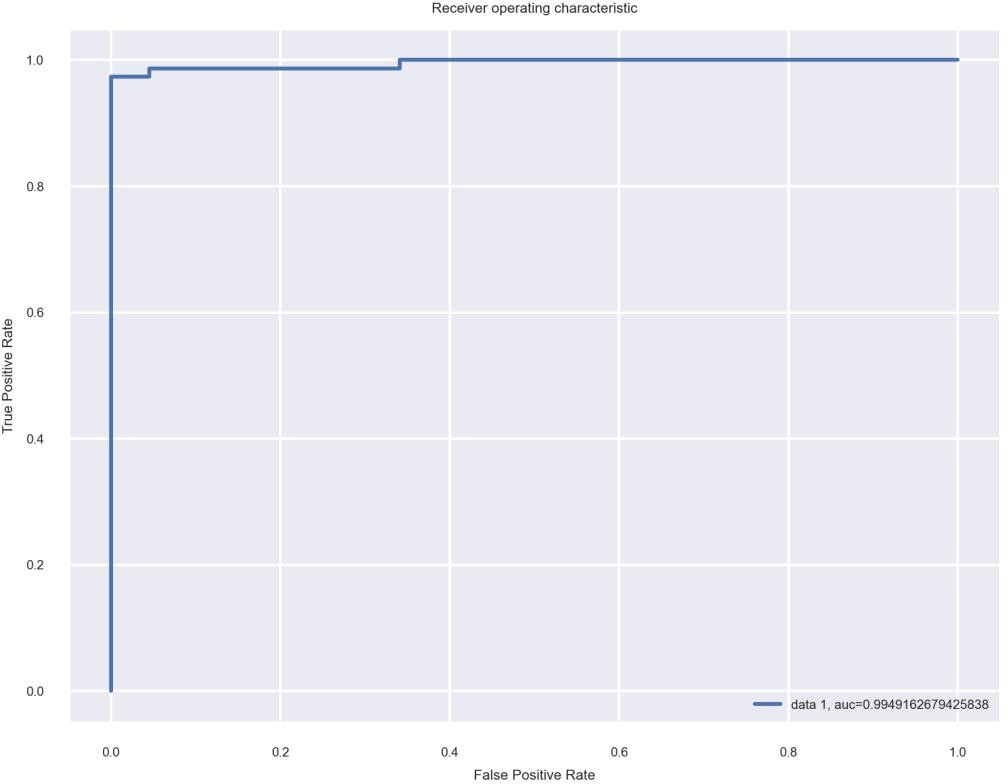 Receiver operating characteristic
1.0
0.8
0.6
0.4
0.2
0.0
True Positive Rate
data 1, auc=0.9949162679425838
0.0 0.2 0.4 0.6 0.8 1.0
False Positive Rate